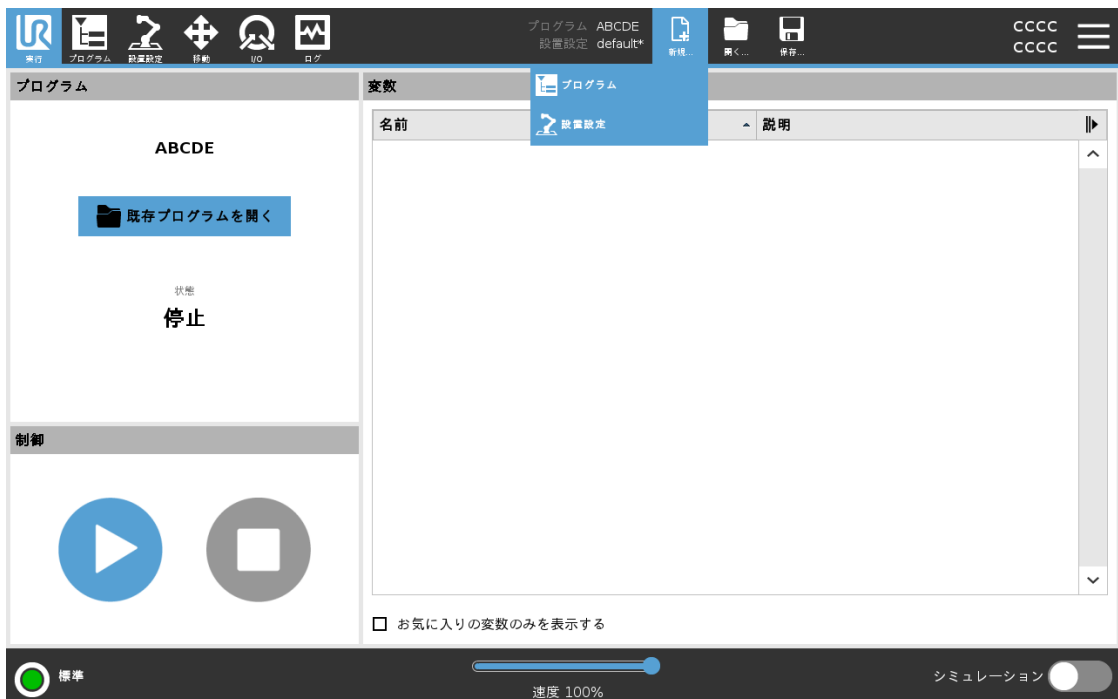 実行
プログラム
設置設定
移動
I/O
ログ
プログラム ABCDE
設置設定 default*
新規...
開く...
保存...
CCCC
CCCC
プログラム
変数
プログラム
設置設定
名前
説明
ABCDE
既存プログラムを開く
状態
停止
制御
お気に入りの変数のみを表示する
標準
速度 100%
シミュレーション